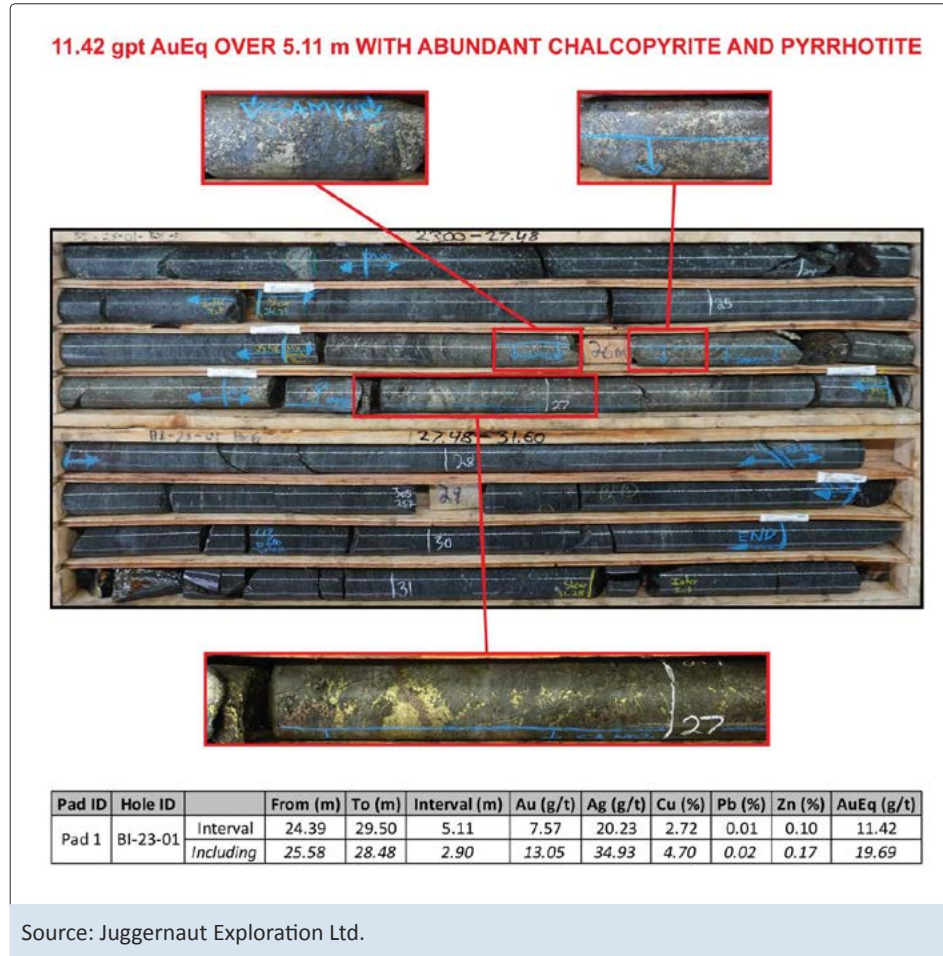 11.42 gpt AuEq OVER 5.11 m WITH ABUNDANT CHALCOPYRITE AND PYRRHOTITE
SAMPLE
2300-27.48
24
25
26m
27
27.48-31.60
28
29
30
END
31
27
Pad ID Hole ID From (m) To (m) Interval (m) Au (g/t) Ag (g/t) Cu (%) Pb (%) Zn (%) AuEq (g/t)
Pad 1 BI-23-01 Interval 24.39 29.50 5.11 7.57 20.23 2.72 0.01 0.10 11.42
Including 25.58 28.48 2.90 13.05 34.93 4.70 0.02 0.17 19.69
Source: Juggernaut Exploration Ltd.